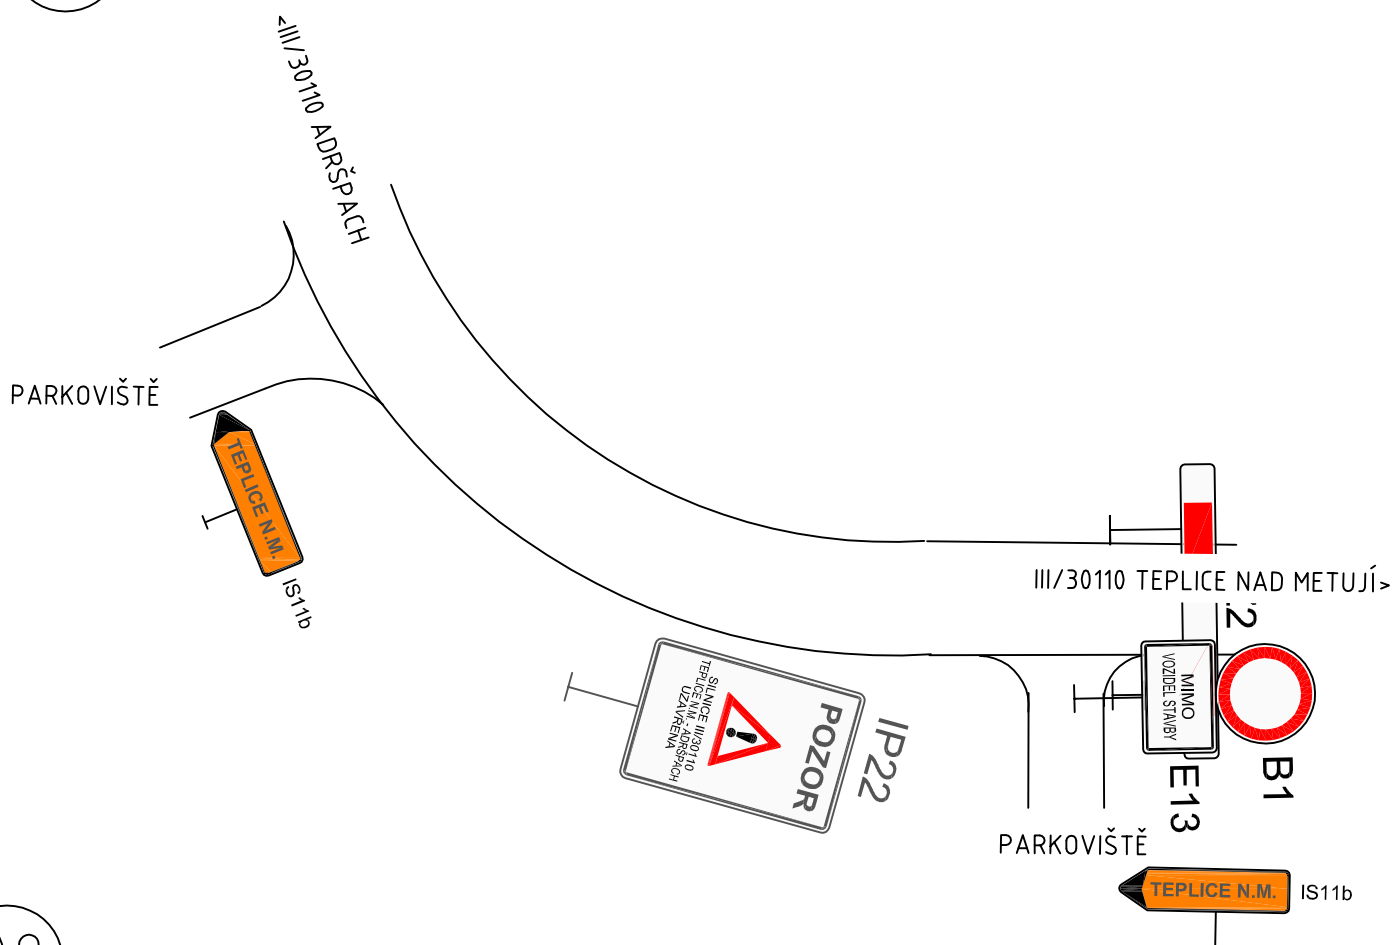 <III/30110 ADRŠPACH
PARKOVIŠTĚ
TEPLICE N.M.
IS11b
III/30110 TEPLICE NAD METUJÍ>
POZOR
SILNICE III/30110
TEPLICE N.M. - ADRŠPACH
UZAVŘENA
IP22
MIMO
VOZIDEL STAVBY
E13
B1
PARKOVIŠTĚ
TEPLICE N.M.
IS11b